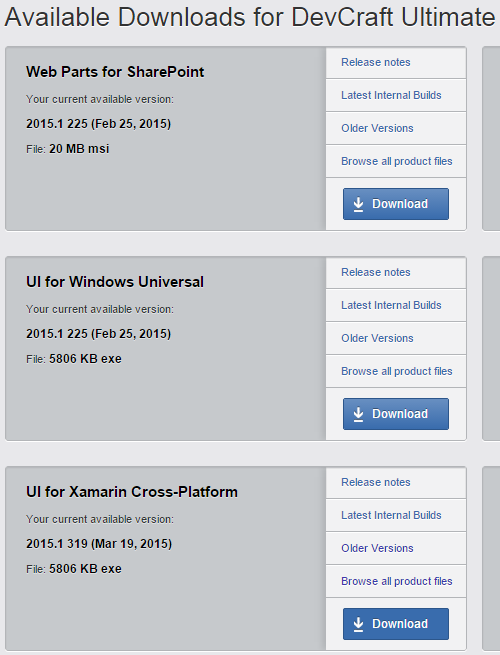 Available Downloads for DevCraft Ultimate
Web Parts for SharePoint
Your current available version:
2015.1 225 (Feb 25, 2015)
File: 20 MB msi
Release notes
Latest Internal Builds
Older Versions
Browse all product files
Download
UI for Windows Universal
Your current available version:
2015.1 225 (Feb 25, 2015)
File: 5806 KB exe
Release notes
Latest Internal Builds
Older Versions
Browse all product files
Download
UI for Xamarin Cross-Platform
Your current available version:
2015.1 319 (Mar 19, 2015)
File: 5806 KB exe
Release notes
Latest Internal Builds
Older Versions
Browse all product files
Download